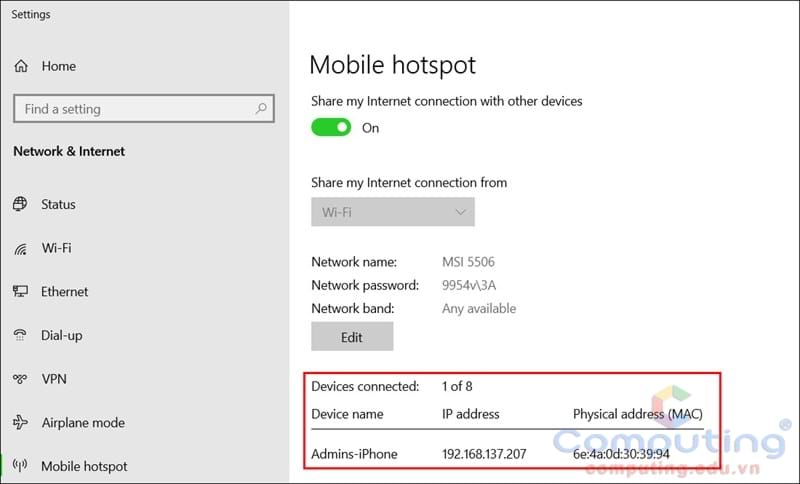 Settings
Home
Find a setting
Network & Internet
Status
Wi-Fi
Ethernet
Dial-up
VPN
Airplane mode
Mobile hotspot
Mobile hotspot
Share my Internet connection with other devices
On
Share my Internet connection from
Wi-Fi
Network name: MSI 5506
Network password: 9954v\3A
Network band: Any available
Edit
Devices connected: 1 of 8
Device name IP address Physical address (MAC)
Admins-iPhone 192.168.137.207 6e:4a:0d:30:39:94
Computing®
computing.edu.vn